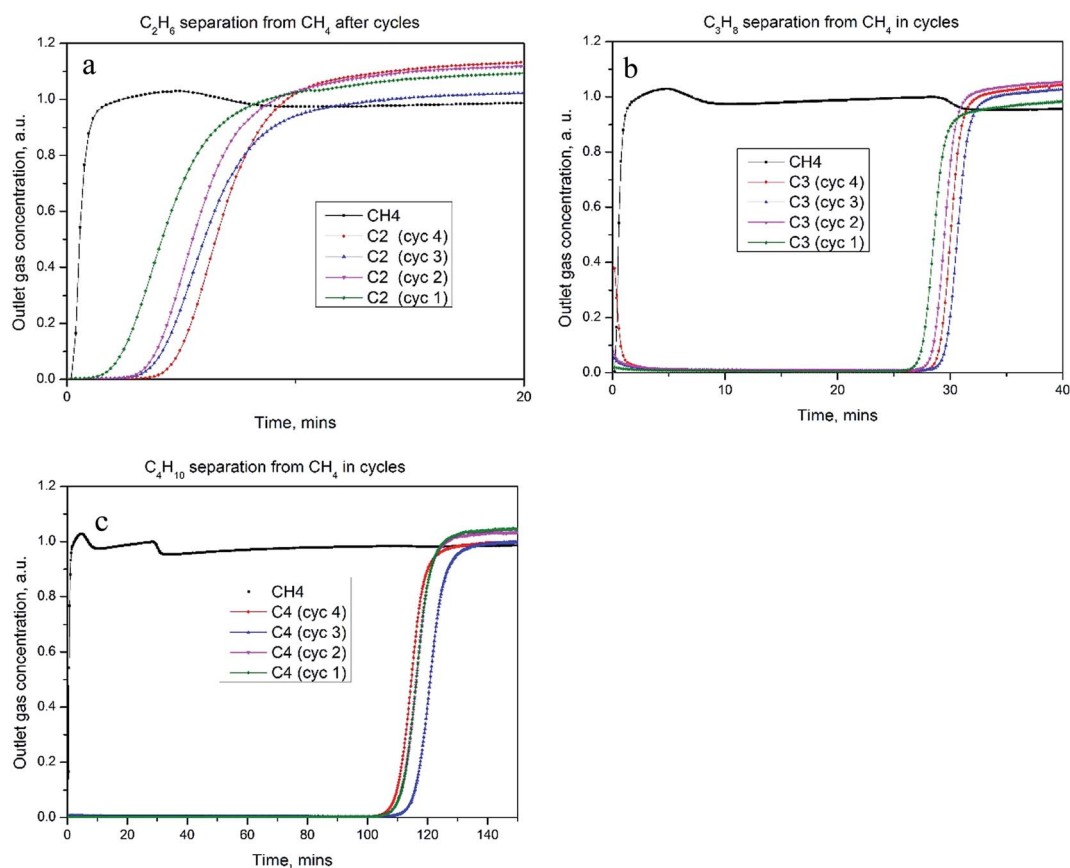 C₂H₆ separation from CH₄ after cycles
a
Outlet gas concentration, a.u.
1.2
1.0
0.8
0.6
0.4
0.2
0.0
CH4
C2 (cyc 4)
C2 (cyc 3)
C2 (cyc 2)
C2 (cyc 1)
0 20
Time, mins
C₃H₈ separation from CH₄ in cycles
b
Outlet gas concentration, a. u.
1.2
1.0
0.9
0.8
0.6
0.4
0.2
0.0
CH4
C3 (cyc 4)
C3 (cyc 3)
C3 (cyc 2)
C3 (cyc 1)
0 10 20 30 40
Time, mins
C₄H₁₀ separation from CH₄ in cycles
c
Outlet gas concentration, a.u.
1.2
1.0
0.8
0.6
0.4
0.2
0.0
CH4
C4 (cyc 4)
C4 (cyc 3)
C4 (cyc 2)
C4 (cyc 1)
0 20 40 60 80 100 120 140
Time, mins